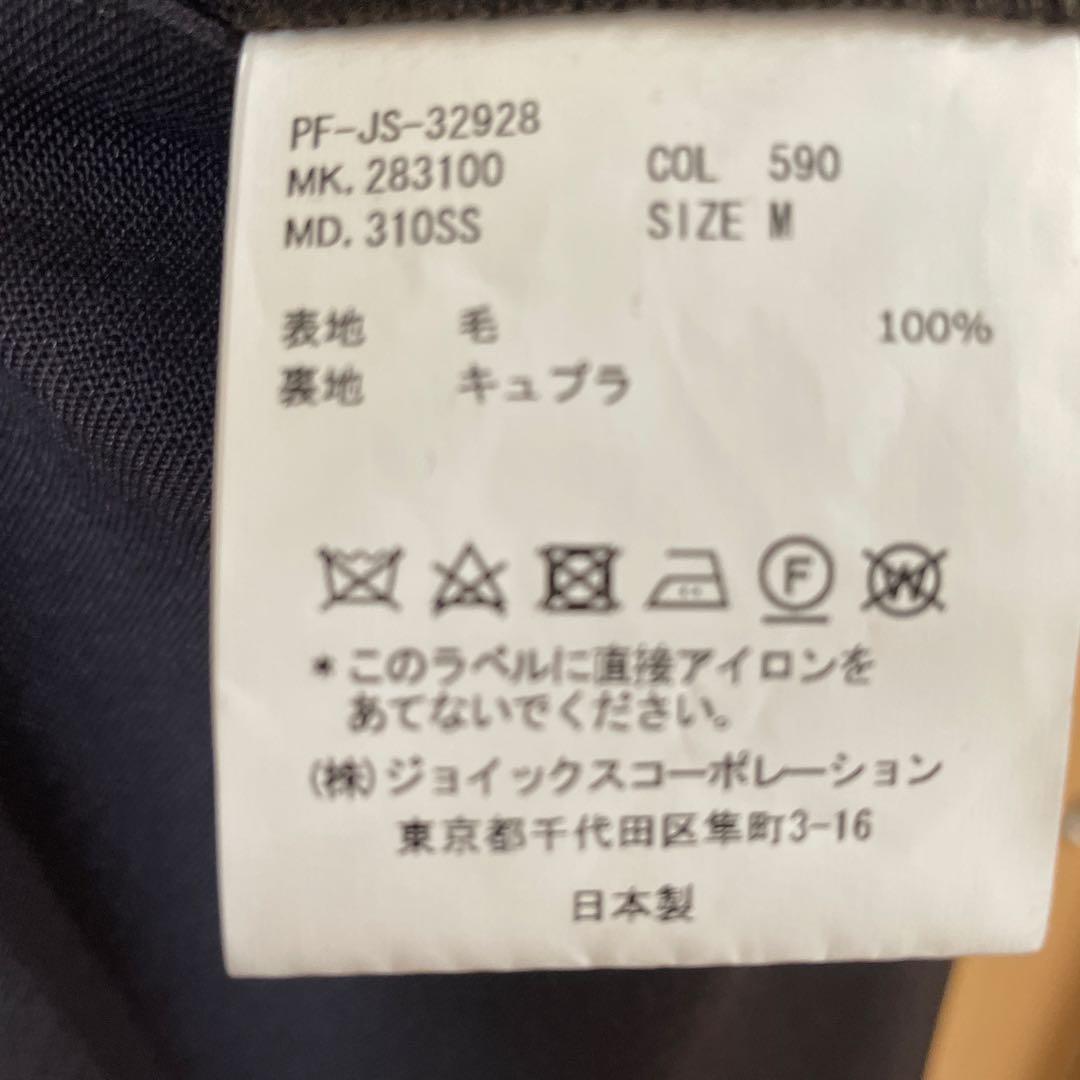 PF-JS-32928
MK. 283100 COL 590
MD. 310SS SIZE M
表地 毛 100%
裏地 キュプラ
F W
*このラベルに直接アイロンを
あてないでください。
(株)ジョイックスコーポレーション
東京都千代田区隼町3-16
日本製